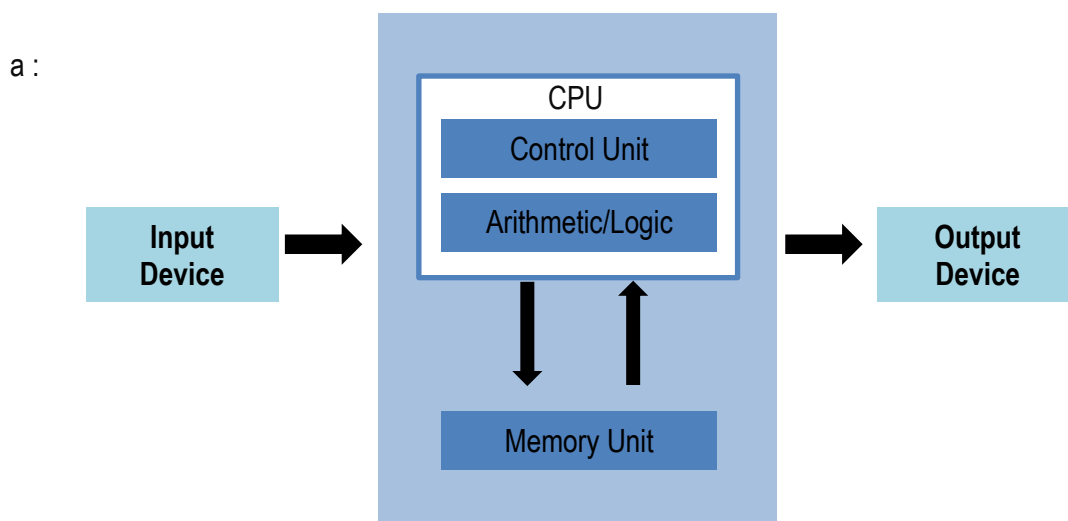 a :
CPU
Control Unit
Arithmetic/Logic
Input
Device
Output
Device
Memory Unit